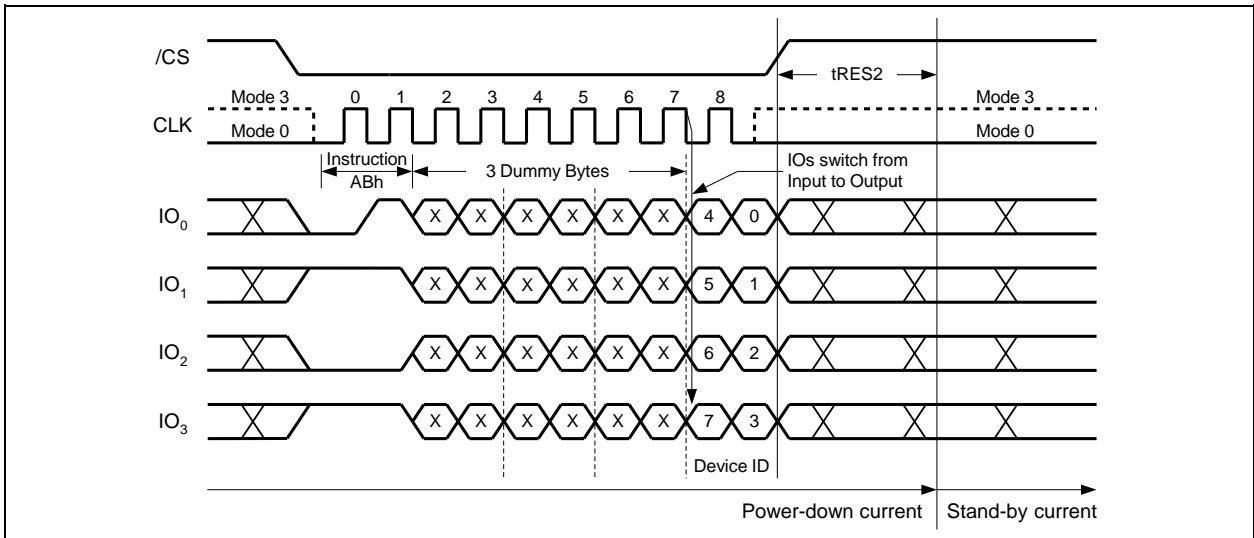 /CS
tRES2
Mode 3 0 1 2 3 4 5 6 7 8 Mode 3
CLK
Mode 0 Mode 0
Instruction
ABh
3 Dummy Bytes
IOs switch from
Input to Output
IO0 X X X X X X 4 0
IO1 X X X X X X 5 1
IO2 X X X X X X 6 2
IO3 X X X X X X 7 3
Device ID
Power-down current Stand-by current